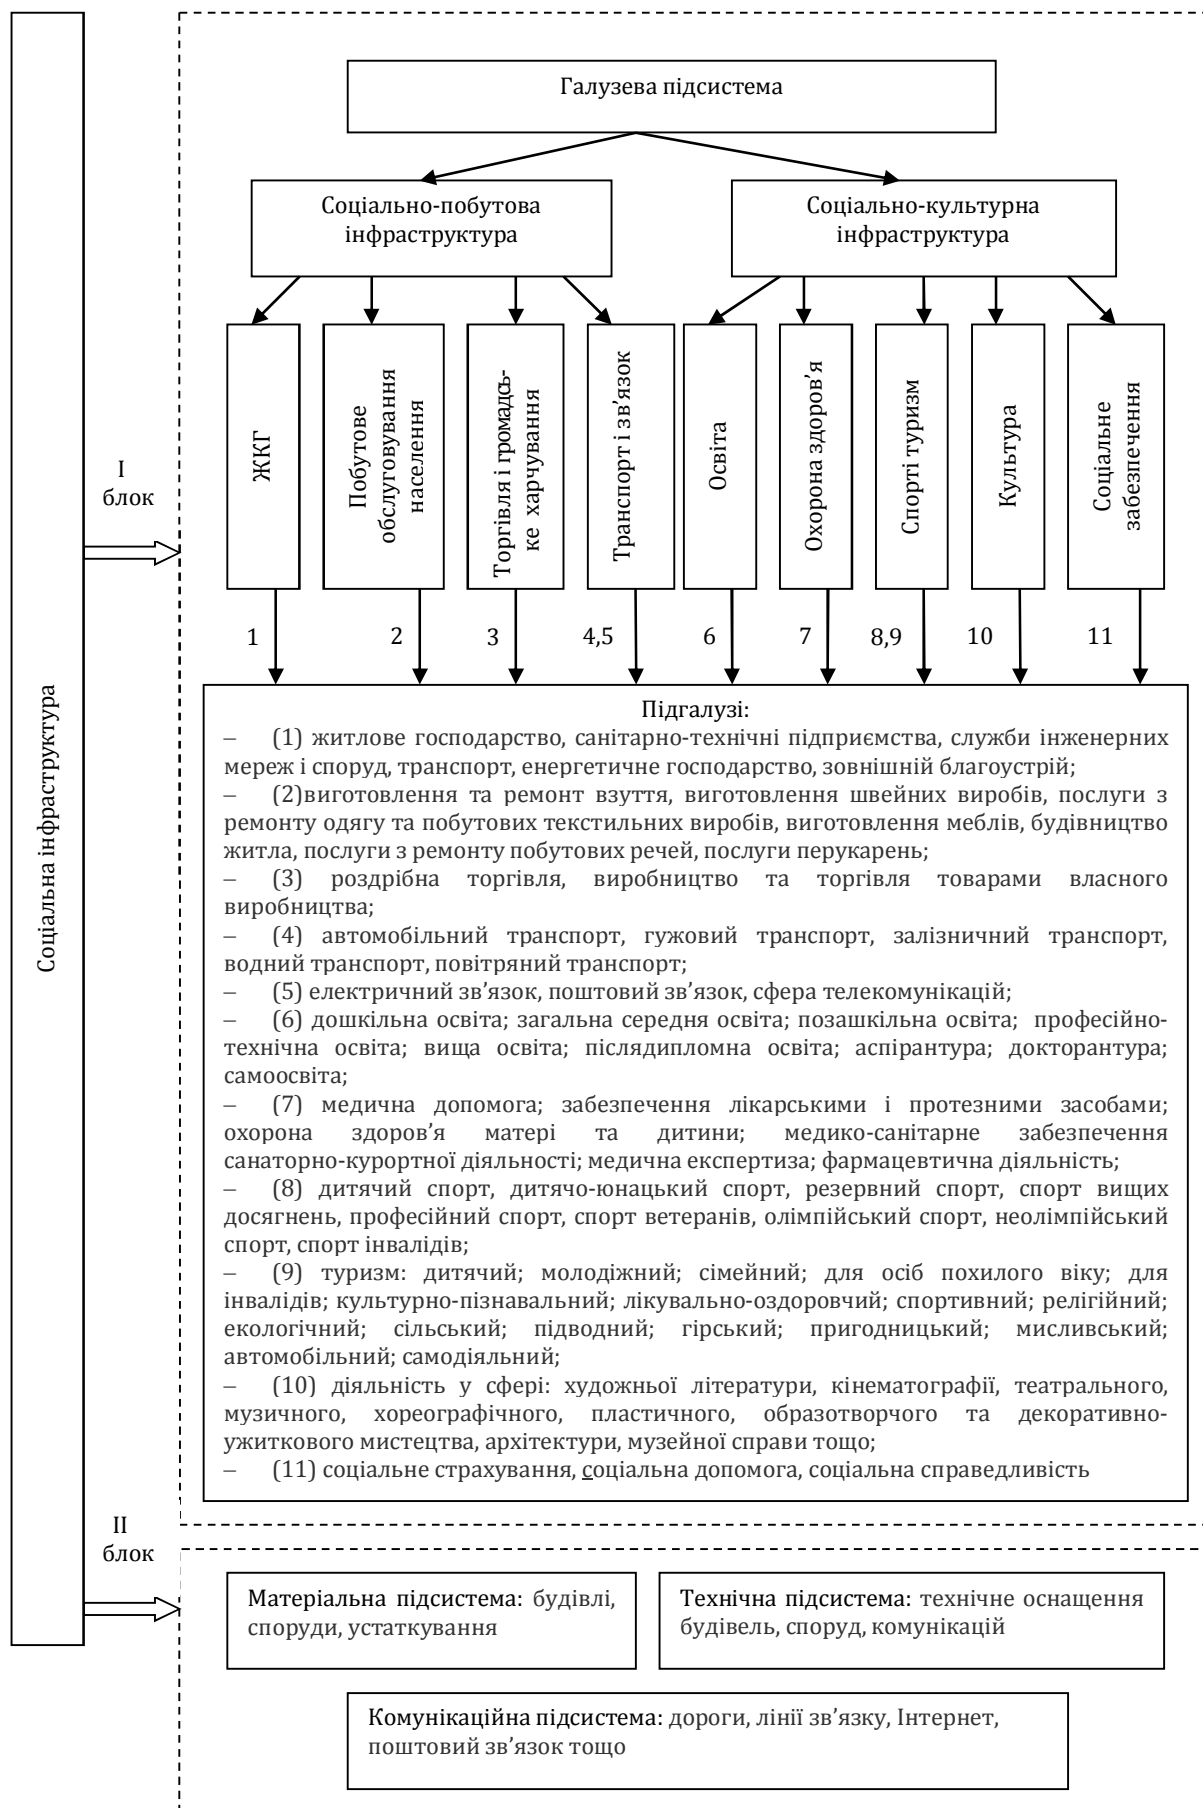 Галузева підсистема
Соціально-побутова
інфраструктура
Соціально-культурна
інфраструктура
ЖКГ
Побутове
обслуговування
населення
Торгівля і громадсь-
ке харчування
Транспорт і зв'язок
Освіта
Охорона здоров'я
Спорті туризм
Культура
Соціальне
забезпечення
I
блок
Соціальна інфраструктура
1
2
3
4,5
6
7
8,9
10
11
Підгалузі:
– (1) житлове господарство, санітарно-технічні підприємства, служби інженерних
мереж і споруд, транспорт, енергетичне господарство, зовнішній благоустрій;
– (2)виготовлення та ремонт взуття, виготовлення швейних виробів, послуги з
ремонту одягу та побутових текстильних виробів, виготовлення меблів, будівництво
житла, послуги з ремонту побутових речей, послуги перукарень;
– (3) роздрібна торгівля, виробництво та торгівля товарами власного
виробництва;
– (4) автомобільний транспорт, гужовий транспорт, залізничний транспорт,
водний транспорт, повітряний транспорт;
– (5) електричний зв'язок, поштовий зв'язок, сфера телекомунікацій;
– (6) дошкільна освіта; загальна середня освіта; позашкільна освіта; професійно-
технічна освіта; вища освіта; післядипломна освіта; аспірантура; докторантура;
самоосвіта;
– (7) медична допомога; забезпечення лікарськими і протезними засобами;
охорона здоров'я матері та дитини; медико-санітарне забезпечення
санаторно-курортної діяльності; медична експертиза; фармацевтична діяльність;
– (8) дитячий спорт, дитячо-юнацький спорт, резервний спорт, спорт вищих
досягнень, професійний спорт, спорт ветеранів, олімпійський спорт, неолімпійський
спорт, спорт інвалідів;
– (9) туризм: дитячий; молодіжний; сімейний; для осіб похилого віку; для
інвалідів; культурно-пізнавальний; лікувально-оздоровчий; спортивний; релігійний;
екологічний; сільський; підводний; гірський; пригодницький; мисливський;
автомобільний; самодіяльний;
– (10) діяльність у сфері: художньої літератури, кінематографії, театрального,
музичного, хореографічного, пластичного, образотворчого та декоративно-
ужиткового мистецтва, архітектури, музейної справи тощо;
– (11) соціальне страхування, соціальна допомога, соціальна справедливість
II
блок
Матеріальна підсистема: будівлі,
споруди, устаткування
Технічна підсистема: технічне оснащення
будівель, споруд, комунікацій
Комунікаційна підсистема: дороги, лінії зв'язку, Інтернет,
поштовий зв'язок тощо